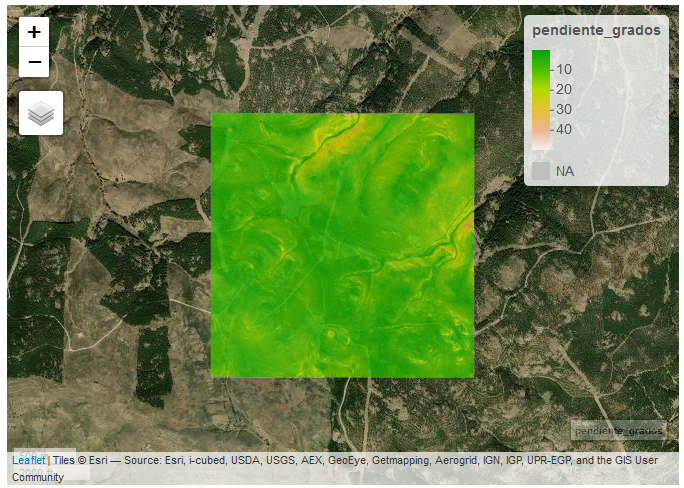 +
pendiente_grados
−
10
20
30
40
NA
pendiente_grados
Leaflet | Tiles © Esri — Source: Esri, i-cubed, USDA, USGS, AEX, GeoEye, Getmapping, Aerogrid, IGN, IGP, UPR-EGP, and the GIS User
Community